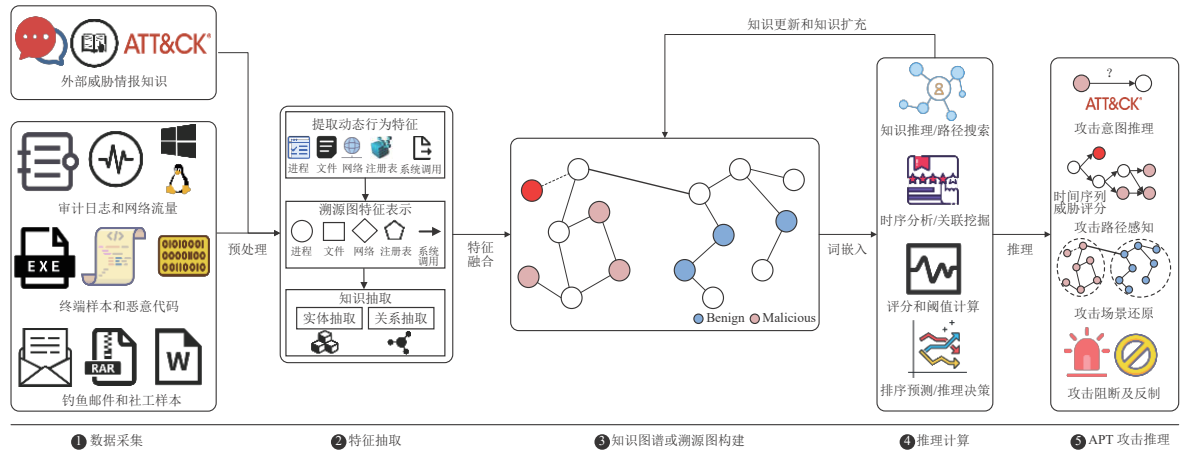 ATT&CK®
外部威胁情报知识
审计日志和网络流量
EXE
</>
01010001
0000100
00110010
终端样本和恶意代码
RAR
W
钓鱼邮件和社工样本
预处理
提取动态行为特征
进程 文件 网络 注册表 系统调用
溯源图特征表示
进程 文件 网络 注册表 系统
调用
知识抽取
实体抽取 关系抽取
特征
融合
知识更新和知识扩充
Benign Malicious
词嵌入
知识推理/路径搜索
时序分析/关联挖掘
评分和阈值计算
排序预测/推理决策
推理
?
ATT&CK®
攻击意图推理
时间序列
威胁评分
攻击路径感知
攻击场景还原
攻击阻断及反制
1 数据采集
2 特征抽取
3 知识图谱或溯源图构建
4 推理计算
5 APT 攻击推理